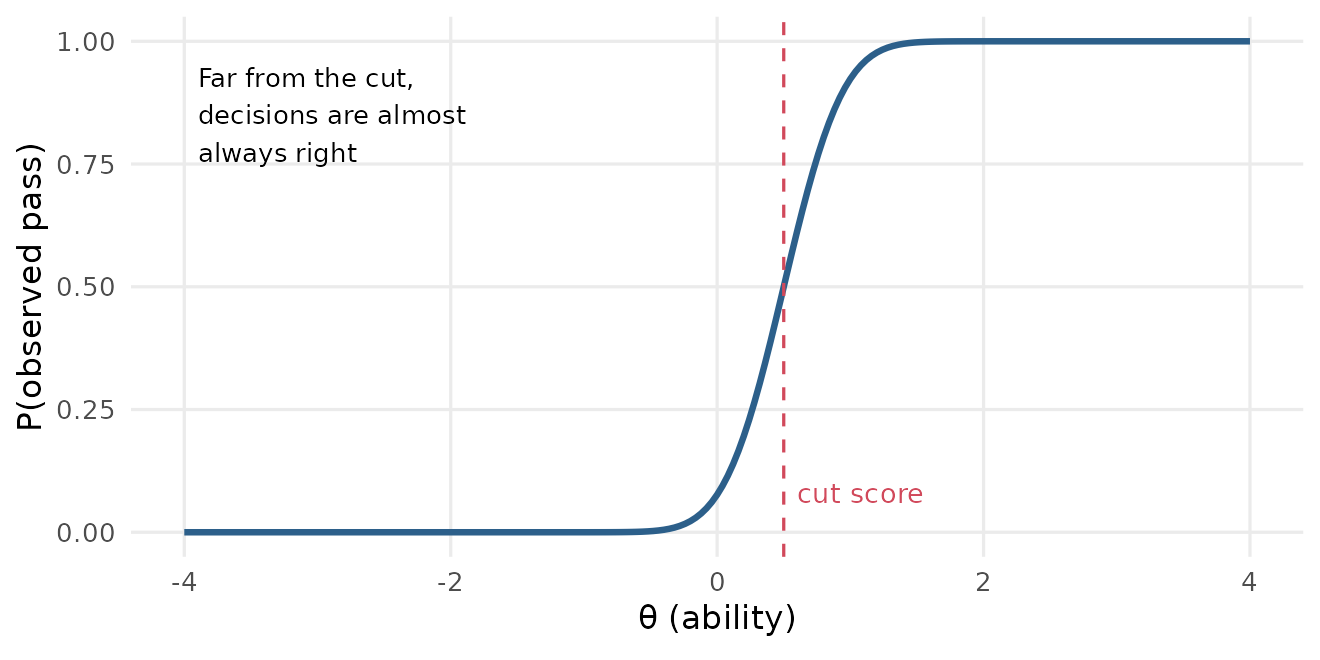 1.00
0.75
0.50
0.25
0.00
P(observed pass)
Far from the cut,
decisions are almost
always right
cut score
-4 -2 0 2 4
θ (ability)